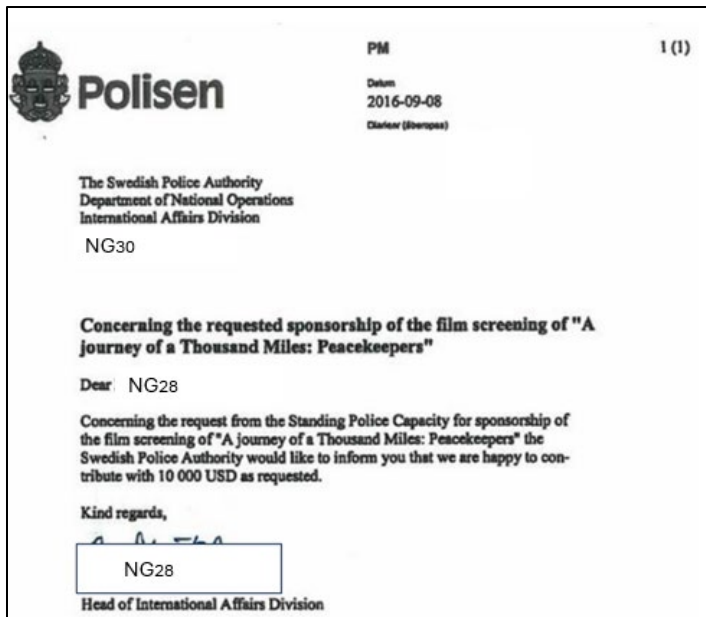 PM
1 (1)
Polisen
Datum
2016-09-08
Diarienr (åberopas)
The Swedish Police Authority
Department of National Operations
International Affairs Division
NG30
Concerning the requested sponsorship of the film screening of "A
journey of a Thousand Miles: Peacekeepers"
Dear NG28
Concerning the request from the Standing Police Capacity for sponsorship of
the film screening of "A journey of a Thousand Miles: Peacekeepers" the
Swedish Police Authority would like to inform you that we are happy to con-
tribute with 10 000 USD as requested.
Kind regards,
NG28
Head of International Affairs Division